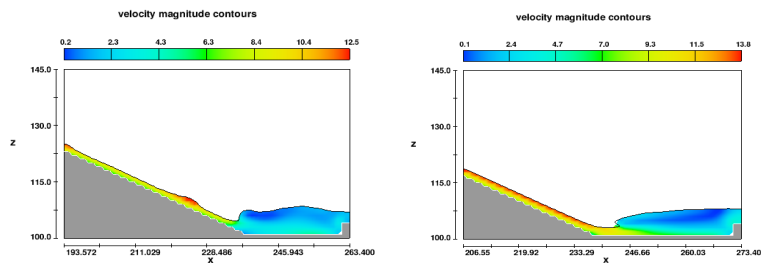 velocity magnitude contours
0.2 2.3 4.3 6.3 8.4 10.4 12.5
145.0
130.0
z
115.0
100.0
193.572 211.029 228.486 245.943 263.400
x
velocity magnitude contours
0.1 2.4 4.7 7.0 9.3 11.5 13.8
145.0
130.0
z
115.0
100.0
206.55 219.92 233.29 246.66 260.03 273.40
x